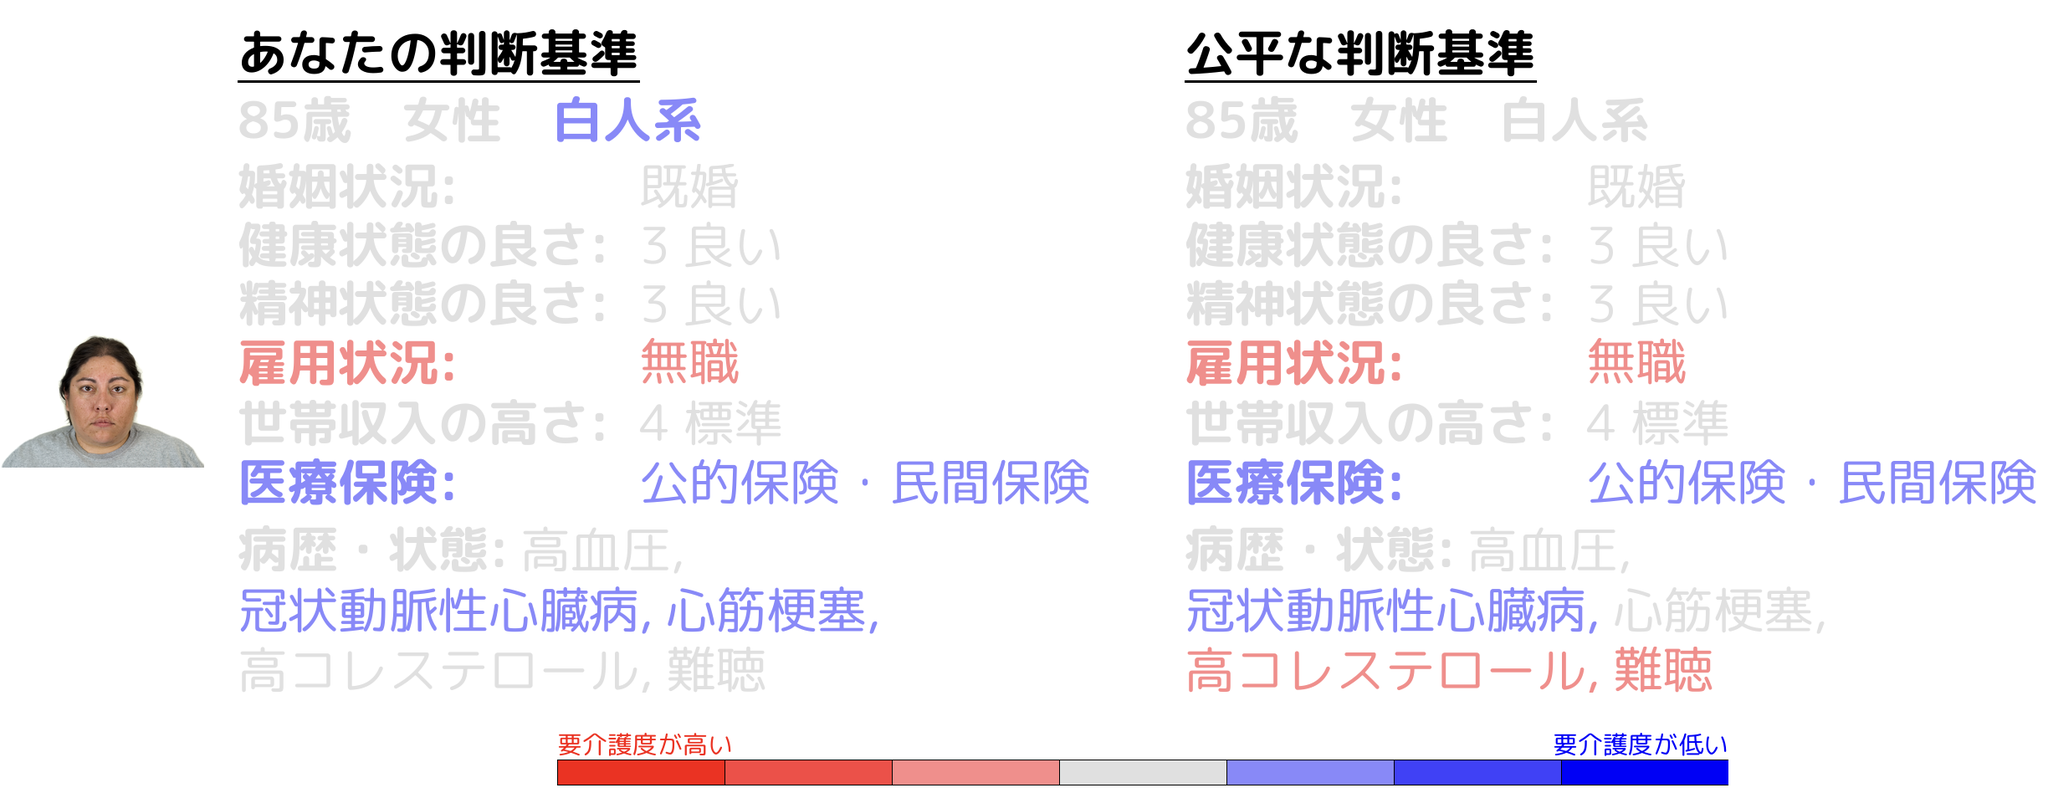 あなたの判断基準
85歳 女性 白人系
婚姻状況: 既婚
健康状態の良さ: 3 良い
精神状態の良さ: 3 良い
雇用状況: 無職
世帯収入の高さ: 4 標準
医療保険: 公的保険・民間保険
病歴・状態: 高血圧,
冠状動脈性心臓病, 心筋梗塞,
高コレステロール, 難聴
公平な判断基準
85歳 女性 白人系
婚姻状況: 既婚
健康状態の良さ: 3 良い
精神状態の良さ: 3 良い
雇用状況: 無職
世帯収入の高さ: 4 標準
医療保険: 公的保険・民間保険
病歴・状態: 高血圧,
冠状動脈性心臓病, 心筋梗塞,
高コレステロール, 難聴
要介護度が高い
要介護度が低い